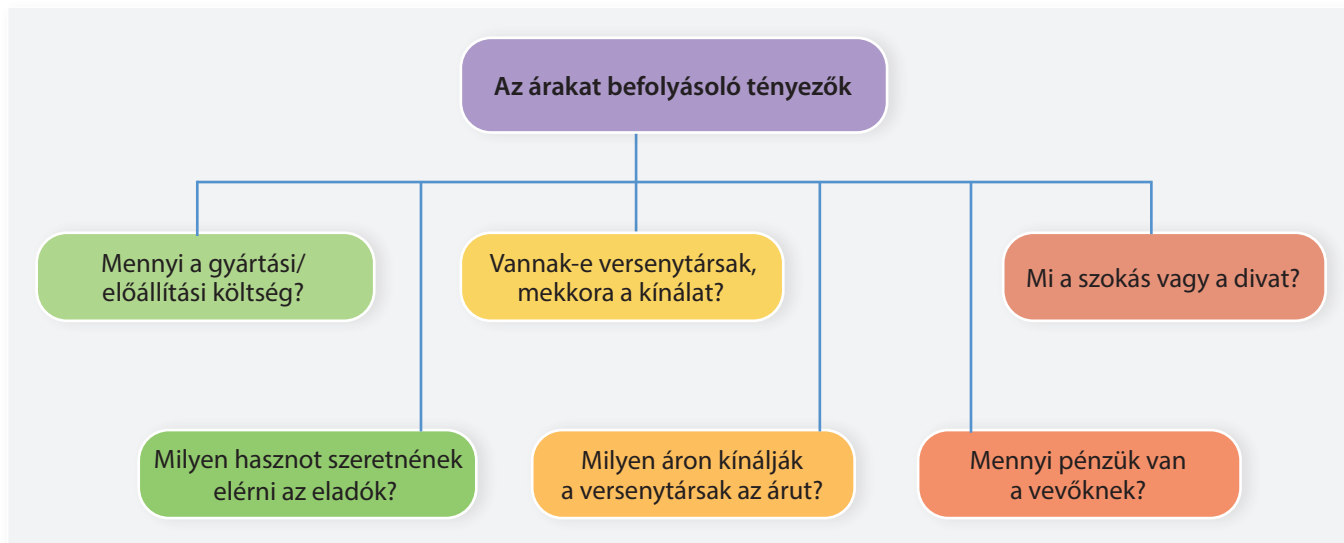 Az árakat befolyásoló tényezők
Mennyi a gyártási/
előállítási költség?
Vannak-e versenytársak,
mekkora a kínálat?
Mi a szokás vagy a divat?
Milyen hasznot szeretnének
elérni az eladók?
Milyen áron kínálják
a versenytársak az árut?
Mennyi pénzük van
a vevőknek?